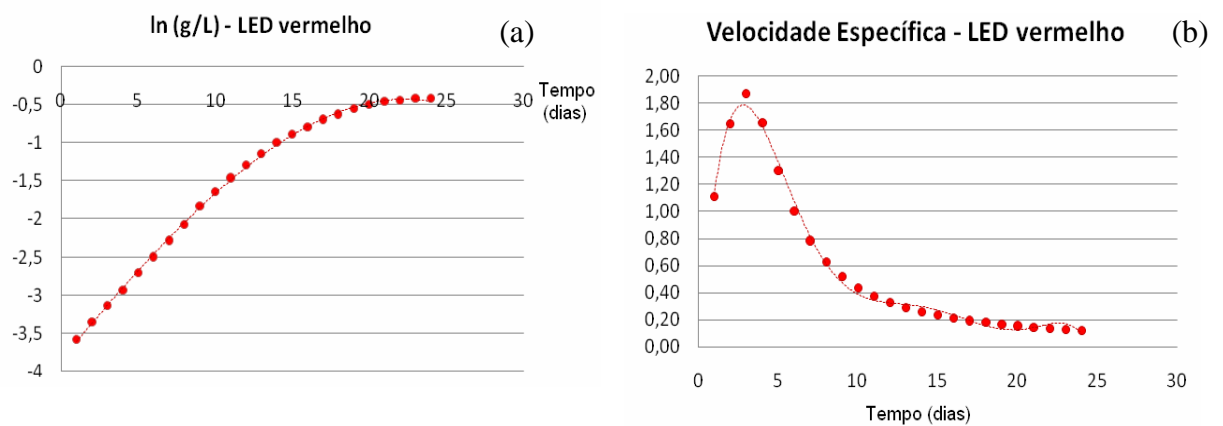 ln (g/L) - LED vermelho
(a)
0
-0,5
-1
-1,5
-2
-2,5
-3
-3,5
-4
0 5 10 15 20 25 30
Tempo
(dias)
Velocidade Específica - LED vermelho
(b)
2,00
1,80
1,60
1,40
1,20
1,00
0,80
0,60
0,40
0,20
0,00
0 5 10 15 20 25 30
Tempo (dias)